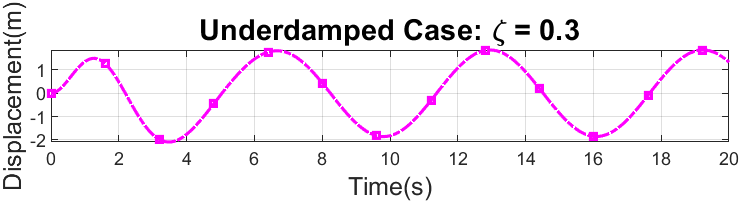 Underdamped Case: ζ = 0.3
Displacement(m)
1
0
-1
-2
0 2 4 6 8 10 12 14 16 18 20
Time(s)